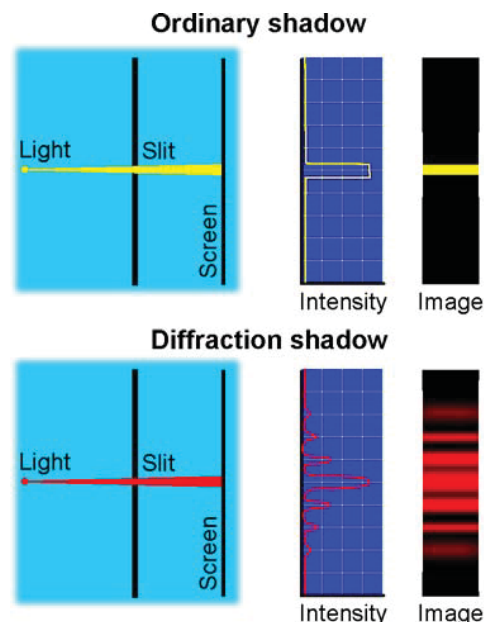 Ordinary shadow
Light Slit
Screen
Intensity Image
Diffraction shadow
Light Slit
Screen
Intensity Image